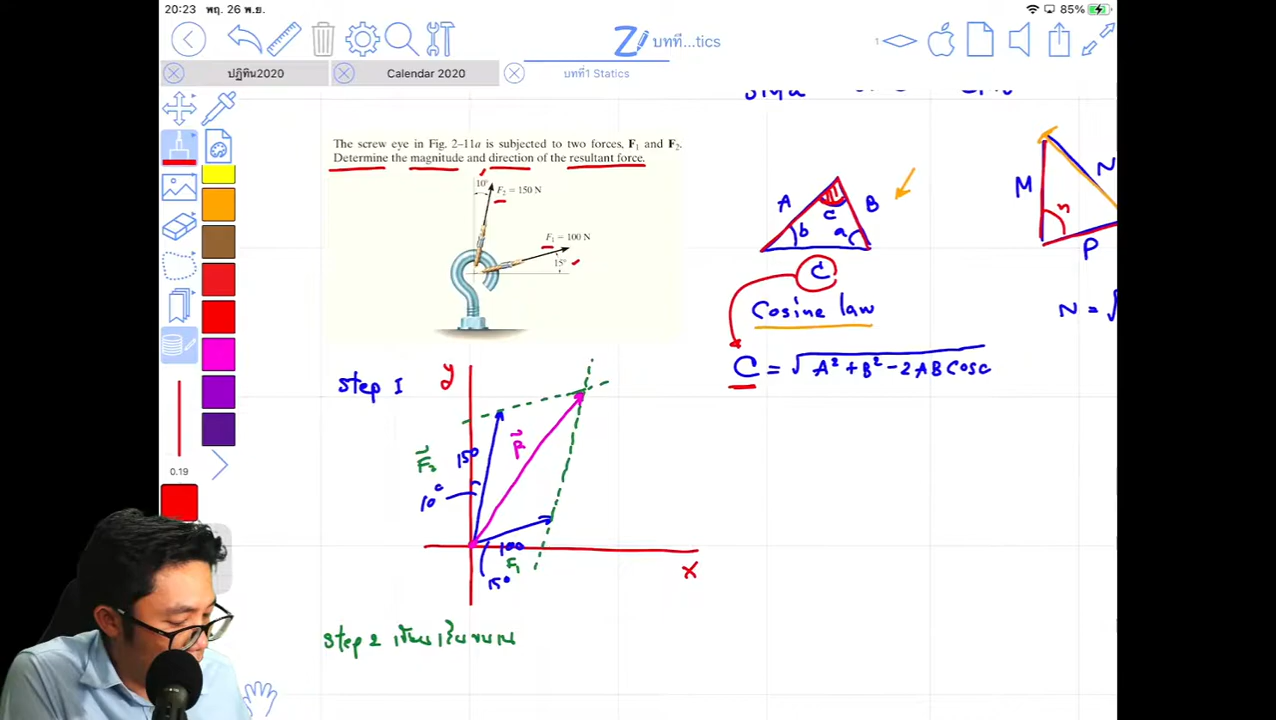 20:23 พฤ. 26 พ.ย.
85%
บทที่...tics
1
ปฏิทิน2020
Calendar 2020
บทที่1 Statics
The screw eye in Fig. 2–11a is subjected to two forces, F₁ and F₂.
Determine the magnitude and direction of the resultant force.
10°
F₂ = 150 N
F₁ = 100 N
15°
A
B
c
b
a
C
M
N
n
P
Cosine law
N = √
C = √A² + B² - 2AB Cosc
Step 1
y
F₂
150
R
10°
100
F₁
15°
x
0.19
Step 2